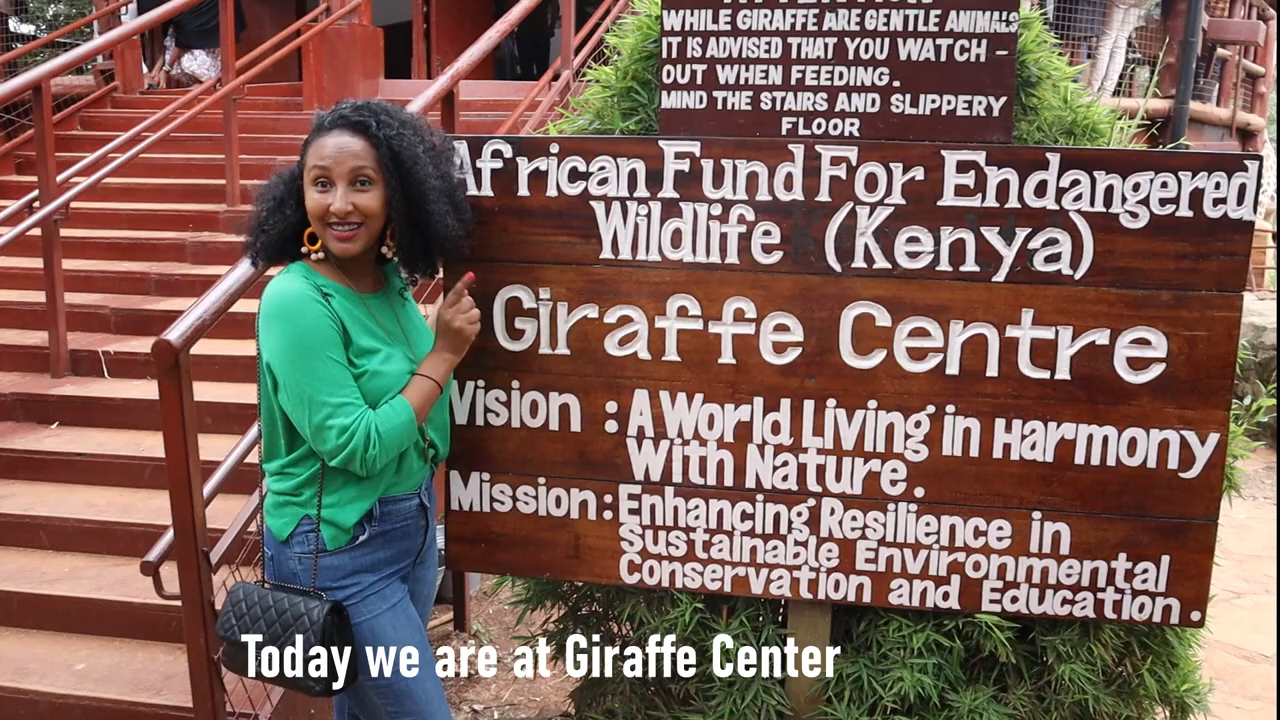 ATTENTION
WHILE GIRAFFE ARE GENTLE ANIMALS
IT IS ADVISED THAT YOU WATCH -
OUT WHEN FEEDING.
MIND THE STAIRS AND SLIPPERY
FLOOR
African Fund For Endangered
Wildlife (Kenya)
Giraffe Centre
Vision : A World Living in Harmony
With Nature.
Mission : Enhancing Resilience in
Sustainable Environmental
Conservation and Education.
Today we are at Giraffe Center